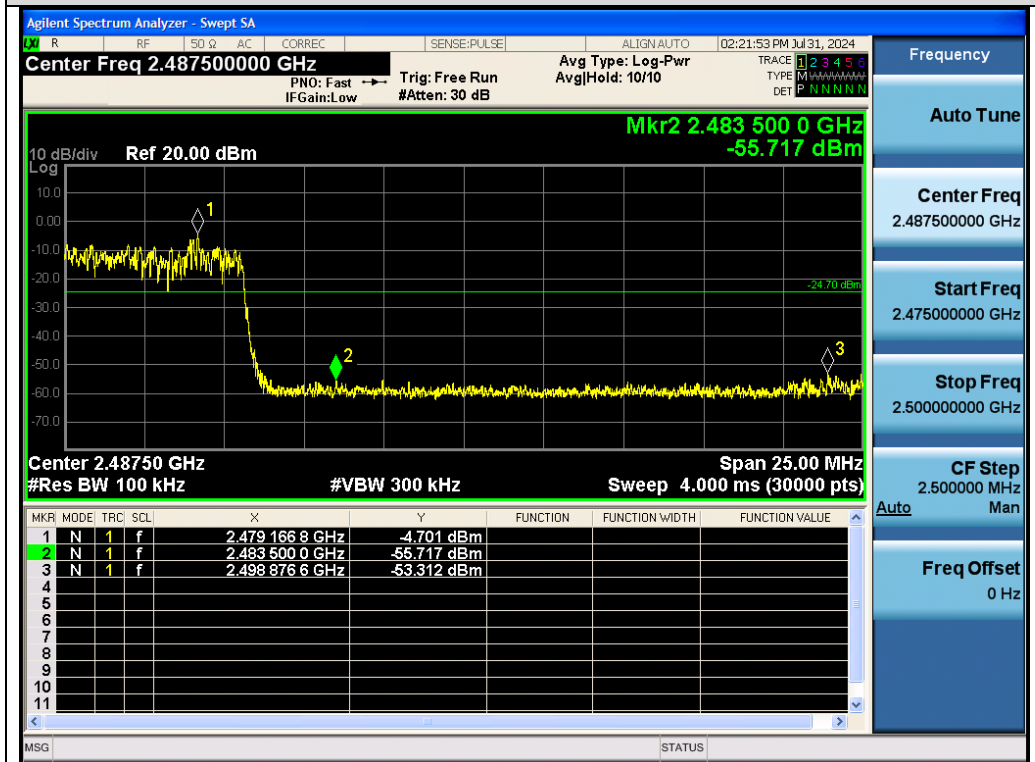 Agilent Spectrum Analyzer - Swept SA
LXI R RF 50 Ω AC CORREC SENSE:PULSE ALIGN AUTO 02:21:53 PM Jul 31, 2024
Center Freq 2.487500000 GHz
PNO: Fast
IFGain:Low
Trig: Free Run
#Atten: 30 dB
Avg Type: Log-Pwr
Avg|Hold: 10/10
TRACE 1 2 3 4 5 6
TYPE M WWWWW
DET P N N N N N
Mkr2 2.483 500 0 GHz
-55.717 dBm
10 dB/div Ref 20.00 dBm
Log
10.0
0.00
-10.0
-20.0
-30.0
-40.0
-50.0
-60.0
-70.0
1
2
3
-24.70 dBm
Center 2.48750 GHz Span 25.00 MHz
#Res BW 100 kHz #VBW 300 kHz Sweep 4.000 ms (30000 pts)
MKR MODE TRC SCL X Y FUNCTION FUNCTION WIDTH FUNCTION VALUE
1 N 1 f 2.479 166 8 GHz -4.701 dBm
2 N 1 f 2.483 500 0 GHz -55.717 dBm
3 N 1 f 2.498 876 6 GHz -53.312 dBm
4
5
6
7
8
9
10
11
MSG STATUS
Frequency
Auto Tune
Center Freq
2.487500000 GHz
Start Freq
2.475000000 GHz
Stop Freq
2.500000000 GHz
CF Step
2.500000 MHz
Auto Man
Freq Offset
0 Hz